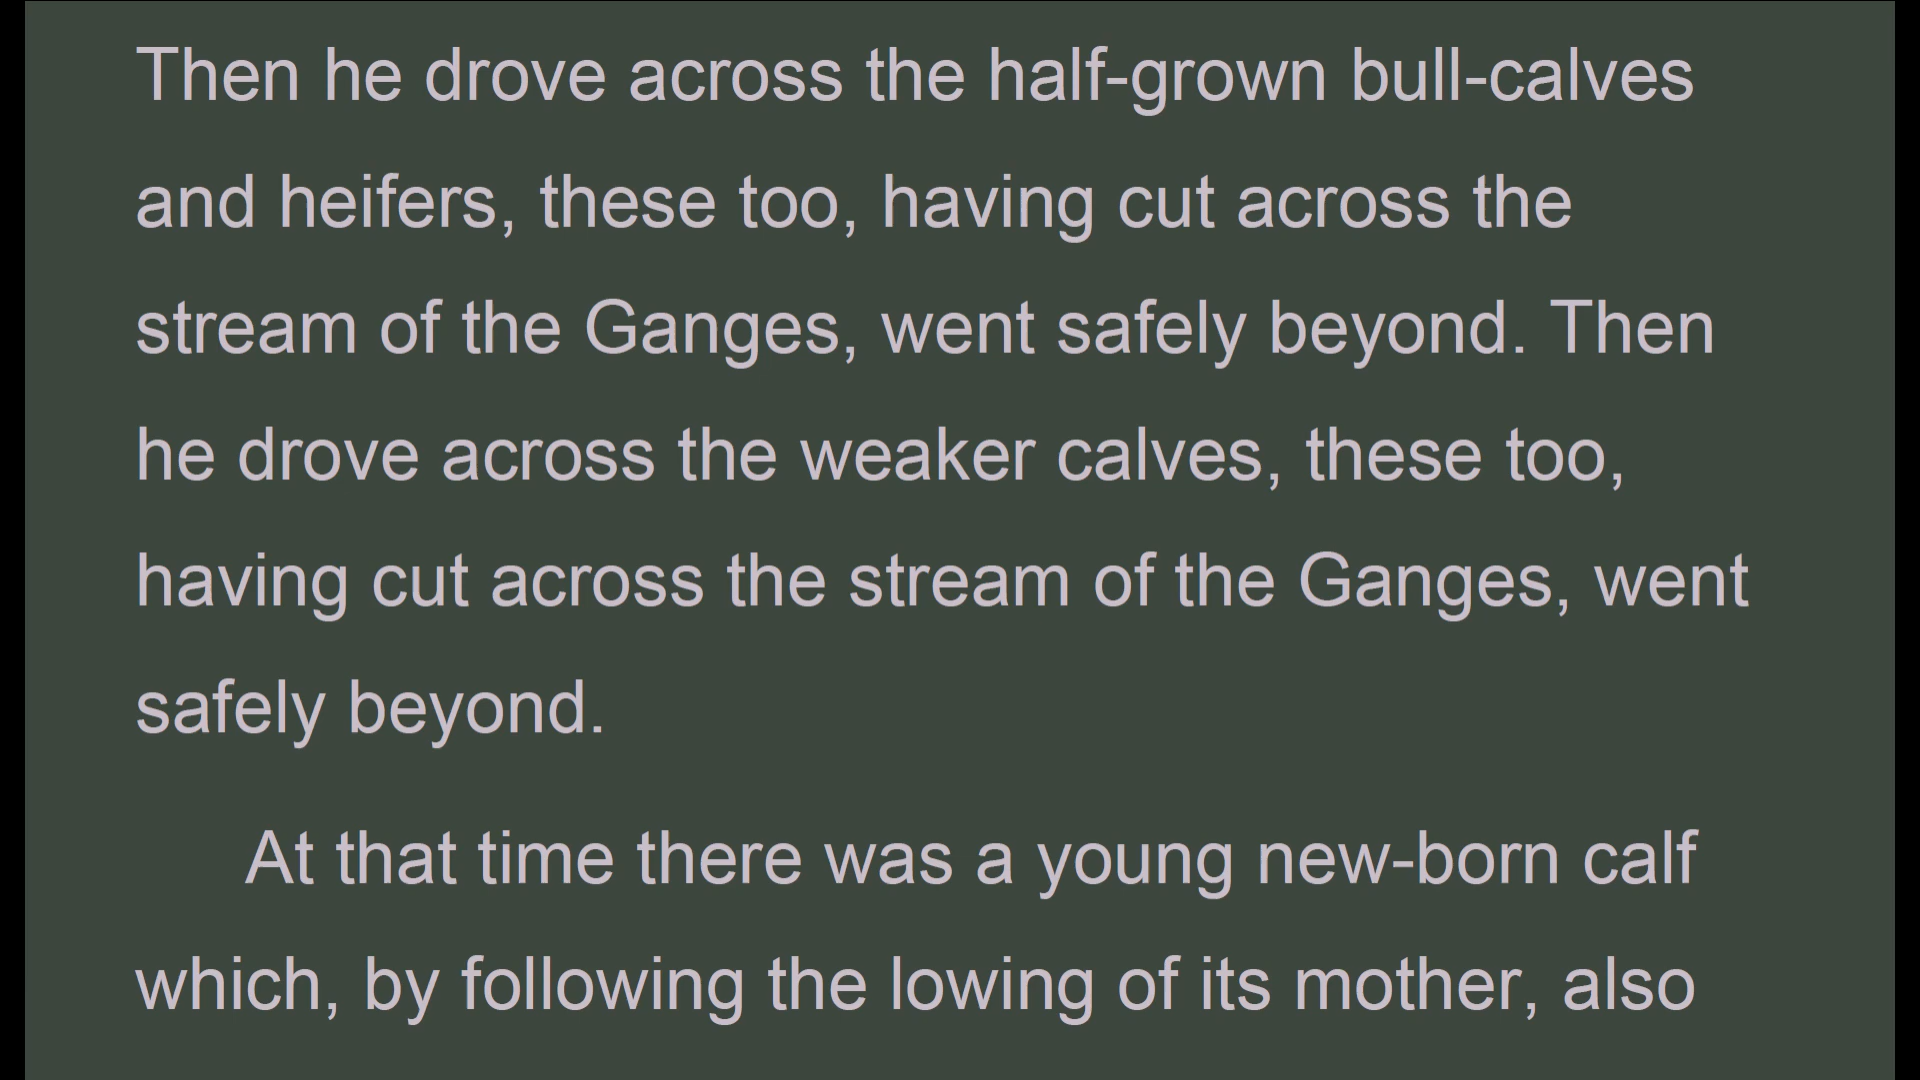 Then he drove across the half-grown bull-calves
and heifers, these too, having cut across the
stream of the Ganges, went safely beyond. Then
he drove across the weaker calves, these too,
having cut across the stream of the Ganges, went
safely beyond.
At that time there was a young new-born calf
which, by following the lowing of its mother, also